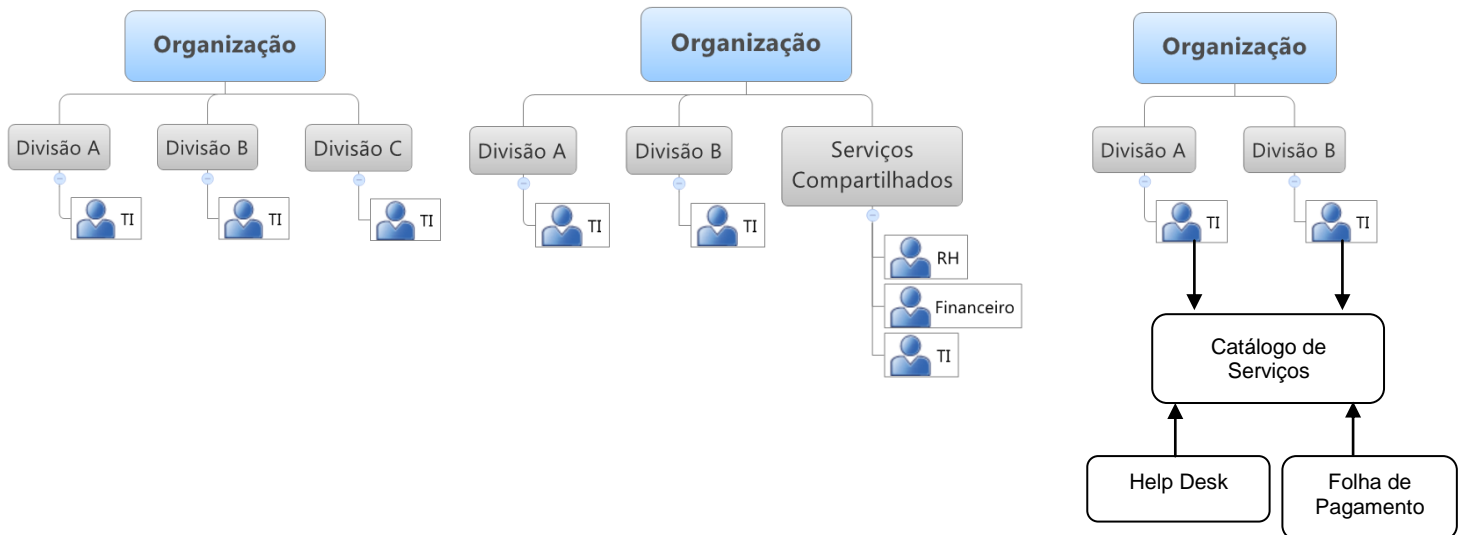 Organização
Divisão A
Divisão B
Divisão C
TI
TI
TI
Organização
Divisão A
Divisão B
Serviços
Compartilhados
TI
TI
RH
Financeiro
TI
Organização
Divisão A
Divisão B
TI
TI
Catálogo de
Serviços
Help Desk
Folha de
Pagamento